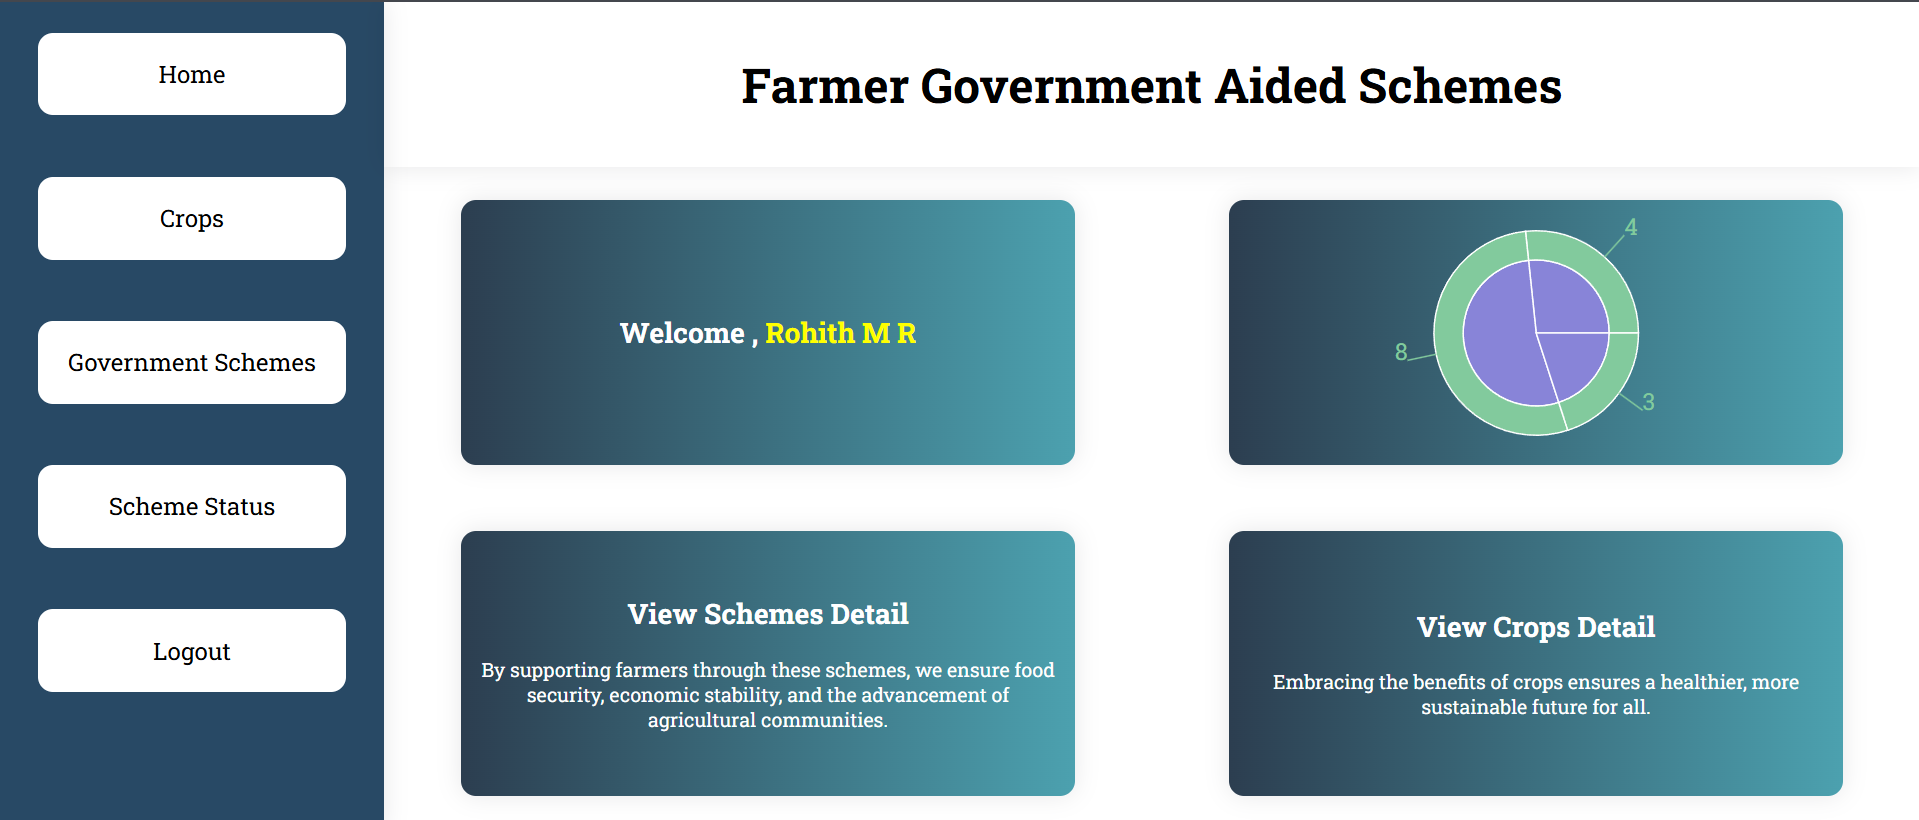 Home
Crops
Government Schemes
Scheme Status
Logout
Farmer Government Aided Schemes
Welcome , Rohith M R
4
8
3
View Schemes Detail
By supporting farmers through these schemes, we ensure food
security, economic stability, and the advancement of
agricultural communities.
View Crops Detail
Embracing the benefits of crops ensures a healthier, more
sustainable future for all.